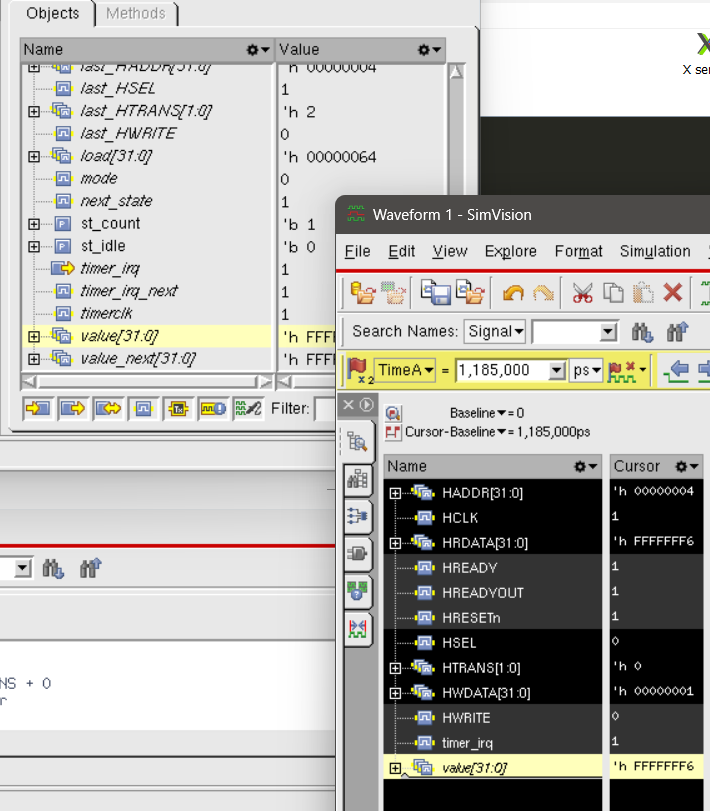 Objects Methods
X ser
Name Value
last_HADDR[31:0] 'h 00000004
last_HSEL 1
last_HTRANS[1:0] 'h 2
last_HWRITE 0
load[31:0] 'h 00000064
mode 0
next_state 1
st_count 'b 1
st_idle 'b 0
timer_irq 1
timer_irq_next 1
timerclk 1
value[31:0] 'h FFFF
value_next[31:0] 'h FFFF
Filter:
Waveform 1 - SimVision
File Edit View Explore Format Simulation
Search Names: Signal
x2 TimeA = 1,185,000 ps
Baseline = 0
Cursor-Baseline = 1,185,000ps
Name Cursor
HADDR[31:0] 'h 00000004
HCLK 1
HRDATA[31:0] 'h FFFFFFF6
HREADY 1
HREADYOUT 1
HRESETn 1
HSEL 0
HTRANS[1:0] 'h 0
HWDATA[31:0] 'h 00000001
HWRITE 0
timer_irq 1
value[31:0] 'h FFFFFFF6
NS + 0
r